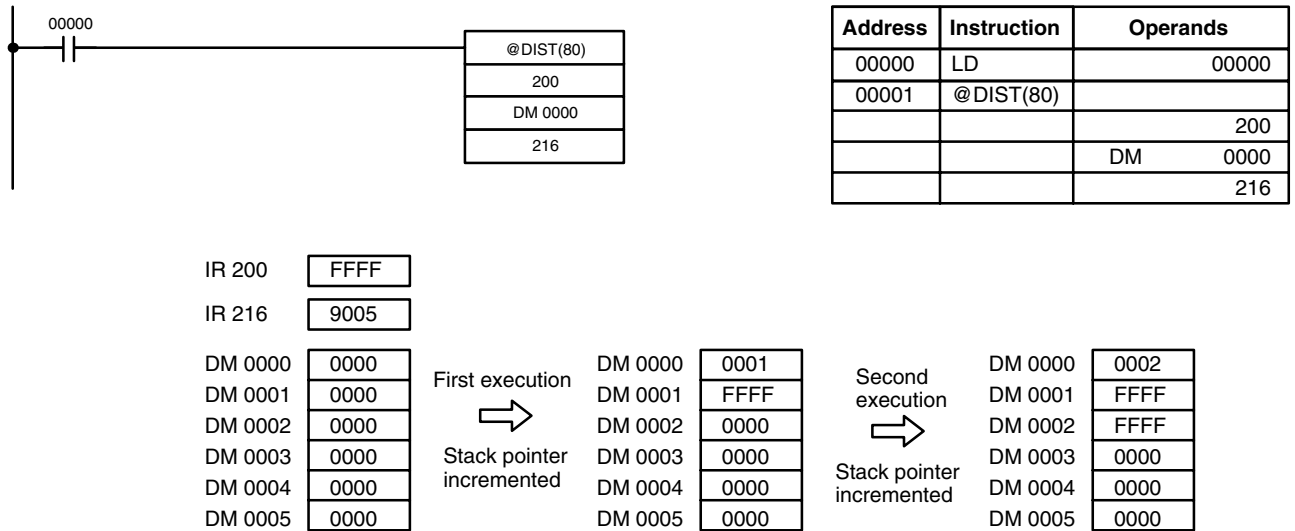 00000
@DIST(80)
200
DM 0000
216
Address Instruction Operands
00000 LD 00000
00001 @DIST(80)
200
DM 0000
216
IR 200 FFFF
IR 216 9005
DM 0000 0000
DM 0001 0000
DM 0002 0000
DM 0003 0000
DM 0004 0000
DM 0005 0000
First execution
Stack pointer
incremented
DM 0000 0001
DM 0001 FFFF
DM 0002 0000
DM 0003 0000
DM 0004 0000
DM 0005 0000
Second
execution
Stack pointer
incremented
DM 0000 0002
DM 0001 FFFF
DM 0002 FFFF
DM 0003 0000
DM 0004 0000
DM 0005 0000